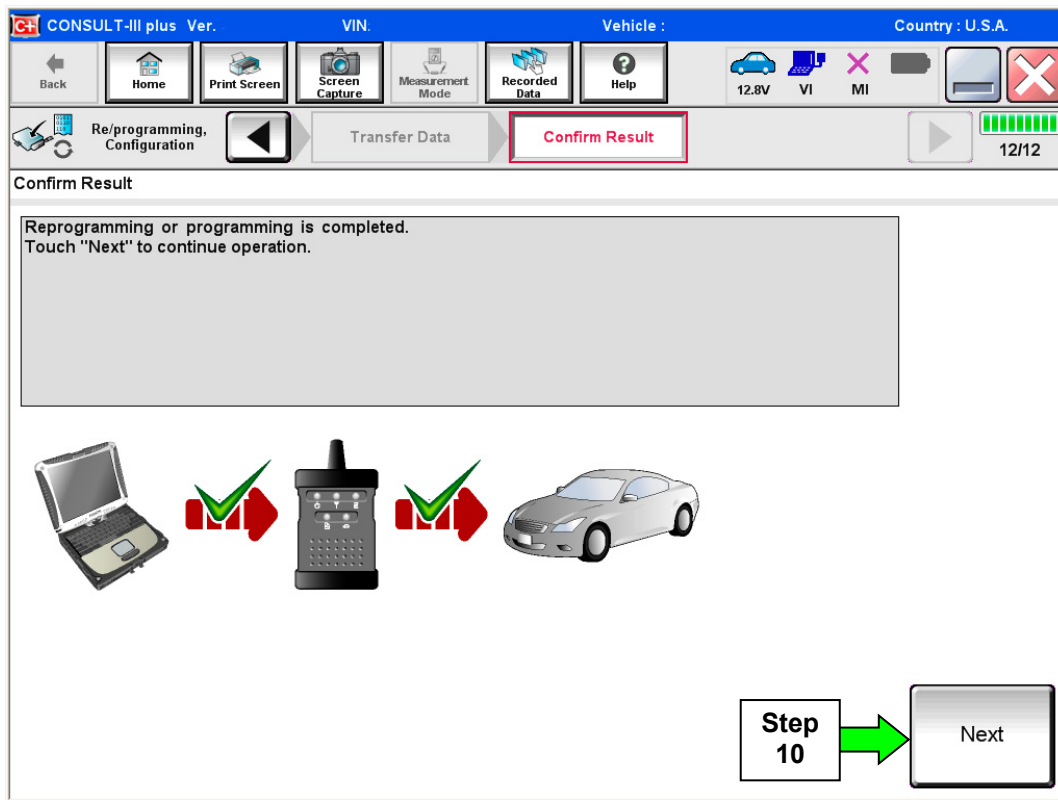 C+ CONSULT-III plus Ver. VIN: Vehicle : Country : U.S.A.
Back
Home
Print Screen
Screen Capture
Measurement Mode
Recorded Data
Help
12.8V
VI
MI
Re/programming, Configuration
Transfer Data
Confirm Result
12/12
Confirm Result
Reprogramming or programming is completed.
Touch "Next" to continue operation.
Step
10
Next